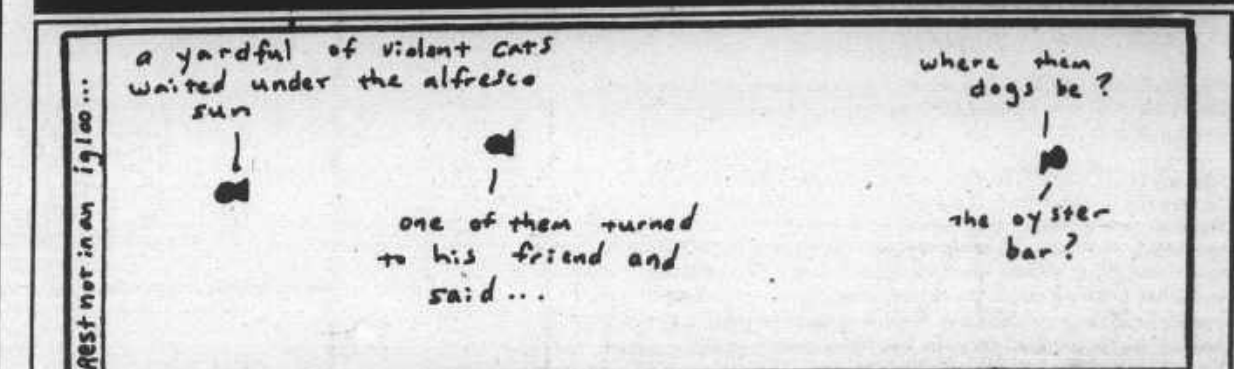 Rest not in an igloo...
a yardful of violent cats
waited under the alfresco
sun
one of them turned
to his friend and
said...
where them
dogs be?
the oyster
bar?